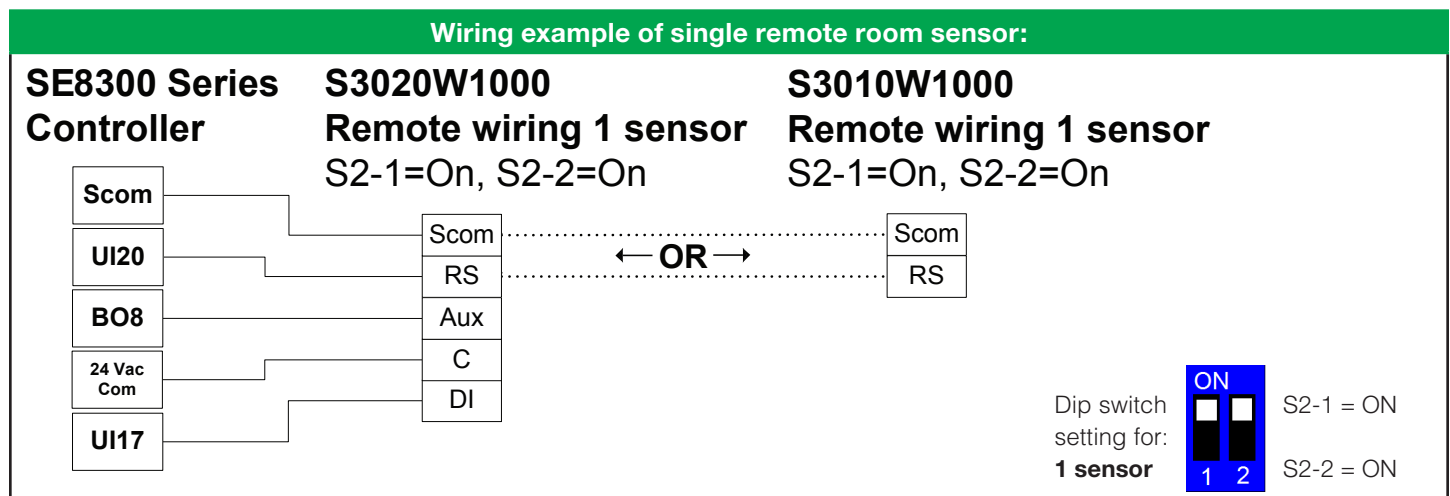 Wiring example of single remote room sensor:
SE8300 Series
Controller
S3020W1000
Remote wiring 1 sensor
S2-1=On, S2-2=On
S3010W1000
Remote wiring 1 sensor
S2-1=On, S2-2=On
Scom
UI20
BO8
24 Vac
Com
UI17
Scom
RS
Aux
C
DI
←OR→
Scom
RS
Dip switch
setting for:
1 sensor
ON
1 2
S2-1 = ON
S2-2 = ON